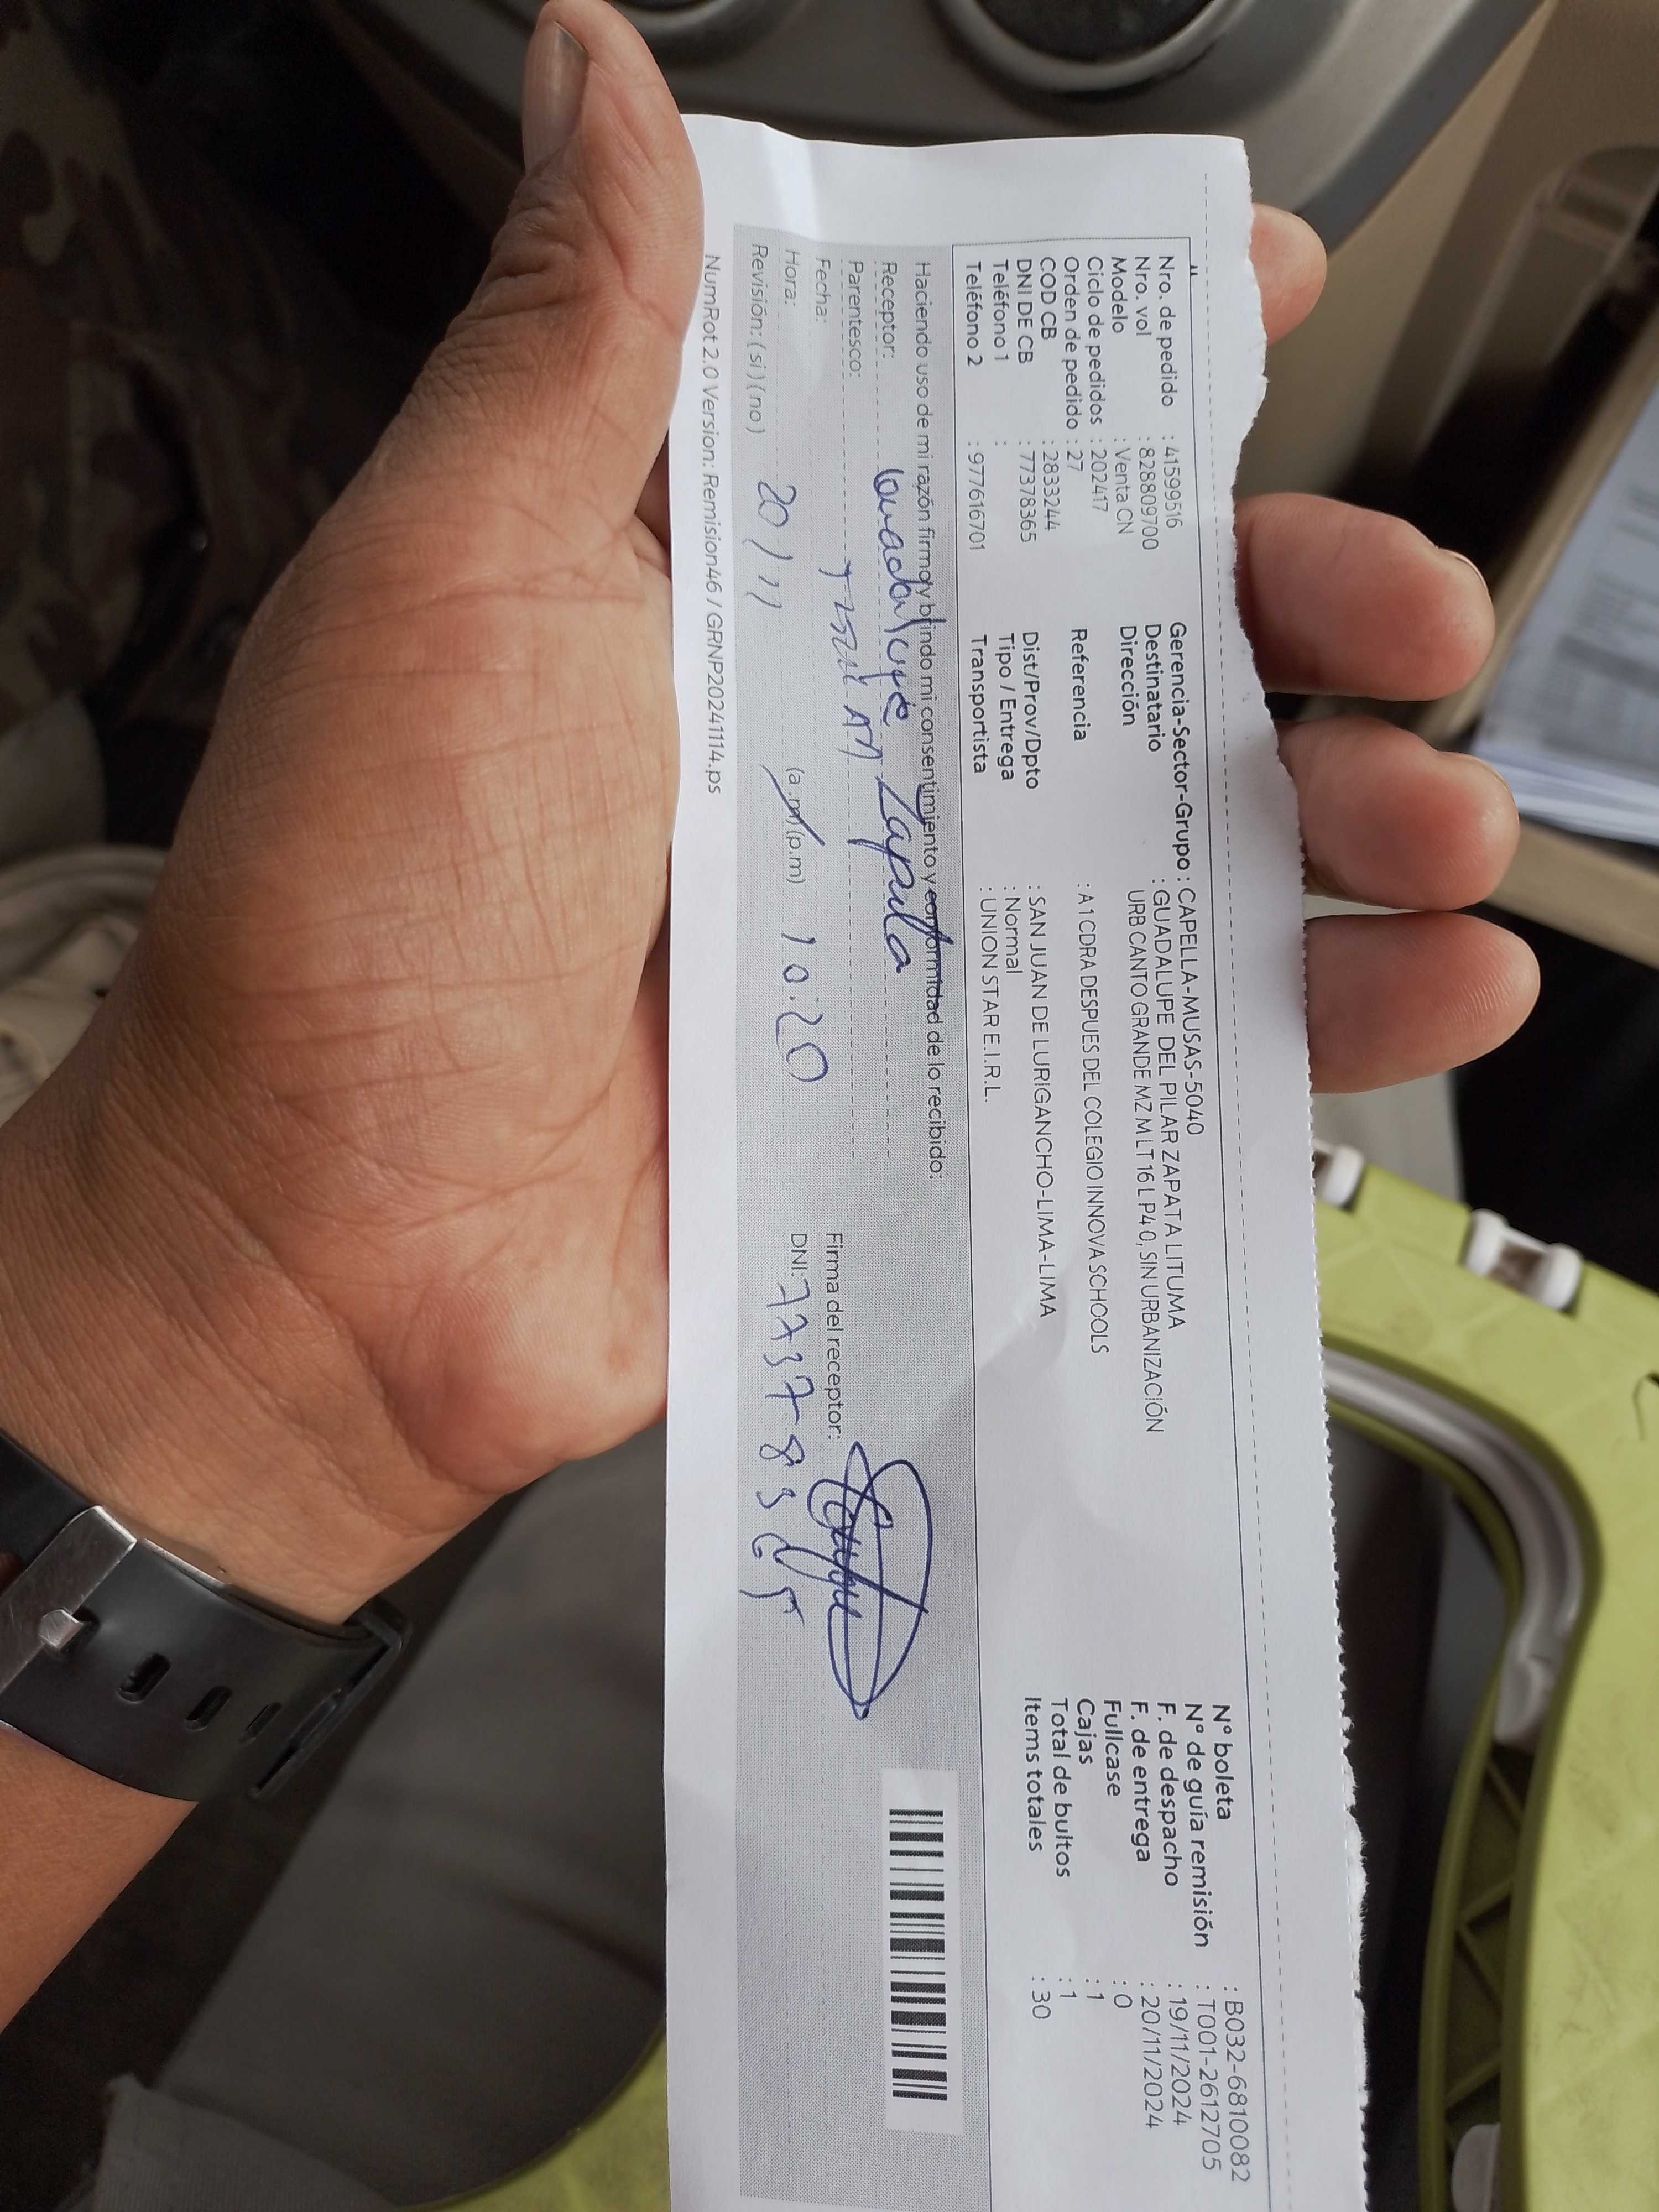 Nro. de pedido : 41599516
Nro. vol : 828809700
Modelo : Venta CN
Ciclo de pedidos : 202417
Orden de pedido : 27
COD CB : 2833244
DNI DE CB : 77378365
Teléfono 1 :
Teléfono 2 : 977616701
Gerencia-Sector-Grupo : CAPELLA-MUSAS-5040
Destinatario : GUADALUPE DEL PILAR ZAPATA LITUMA
Dirección URB CANTO GRANDE MZ M LT 16 L P4 0, SIN URBANIZACIÓN
Referencia : A 1 CDRA DESPUES DEL COLEGIO INNOVA SCHOOLS
Dist/Prov/Dpto : SAN JUAN DE LURIGANCHO-LIMA-LIMA
Tipo / Entrega : Normal
Transportista : UNION STAR E.I.R.L.
N° boleta : B032-6810082
N° de guía remisión : T001-2612705
F. de despacho : 19/11/2024
F. de entrega : 20/11/2024
Fullcase : 0
Cajas : 1
Total de bultos : 1
Items totales : 30
Haciendo uso de mi razón firmo y brindo mi consentimiento y conformidad de lo recibido:
Receptor: Zapata
Parentesco:
Fecha: 20/11
Hora: (a.m) (p.m) 10:20
Revisión: (si) (no)
Firma del receptor:
DNI: 77378365
NumRot 2.0 Version: Remision46 / GRNP20241114.ps